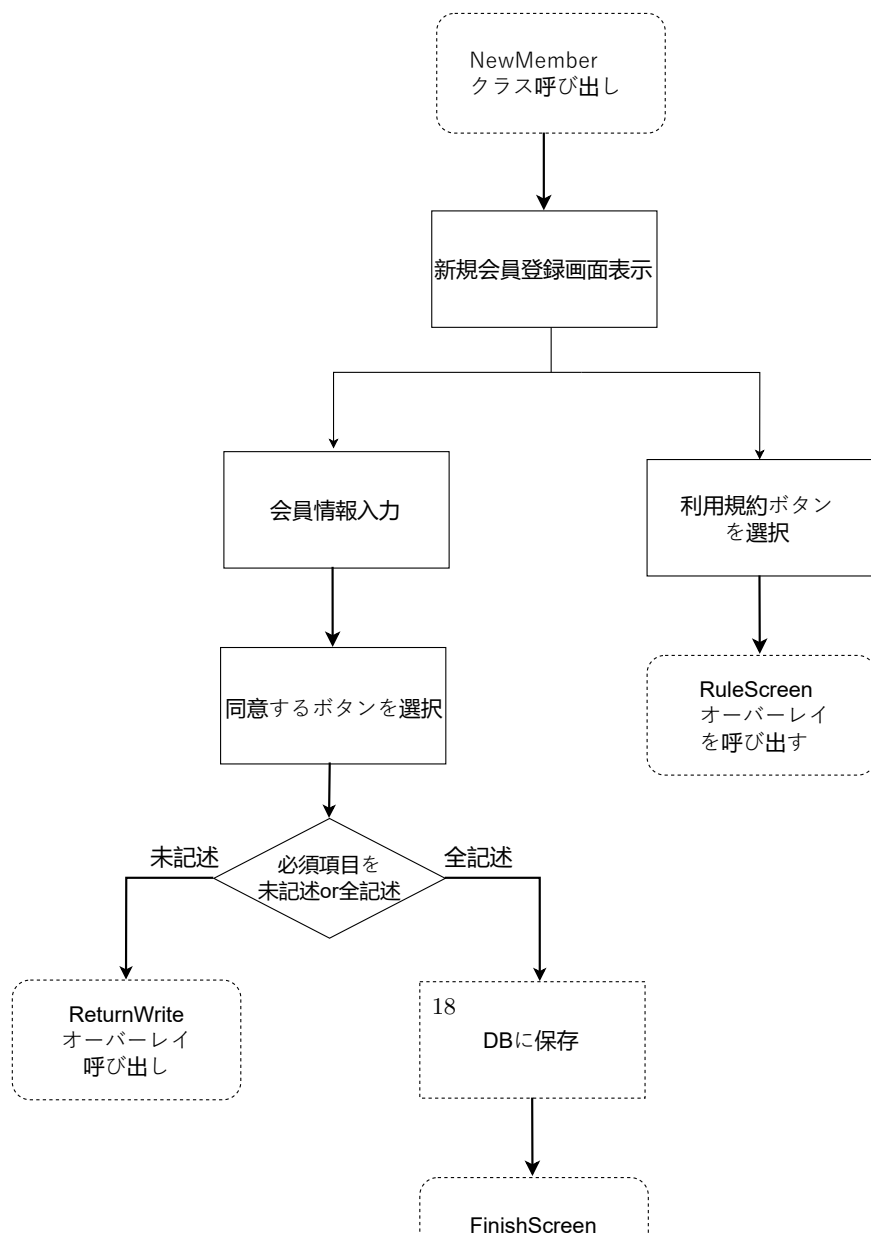 NewMember
クラス呼び出し
新規会員登録画面表示
会員情報入力
利用規約ボタン
を選択
同意するボタンを選択
RuleScreen
オーバーレイ
を呼び出す
必須項目を
未記述or全記述
未記述
全記述
ReturnWrite
オーバーレイ
呼び出し
18
DBに保存
FinishScreen